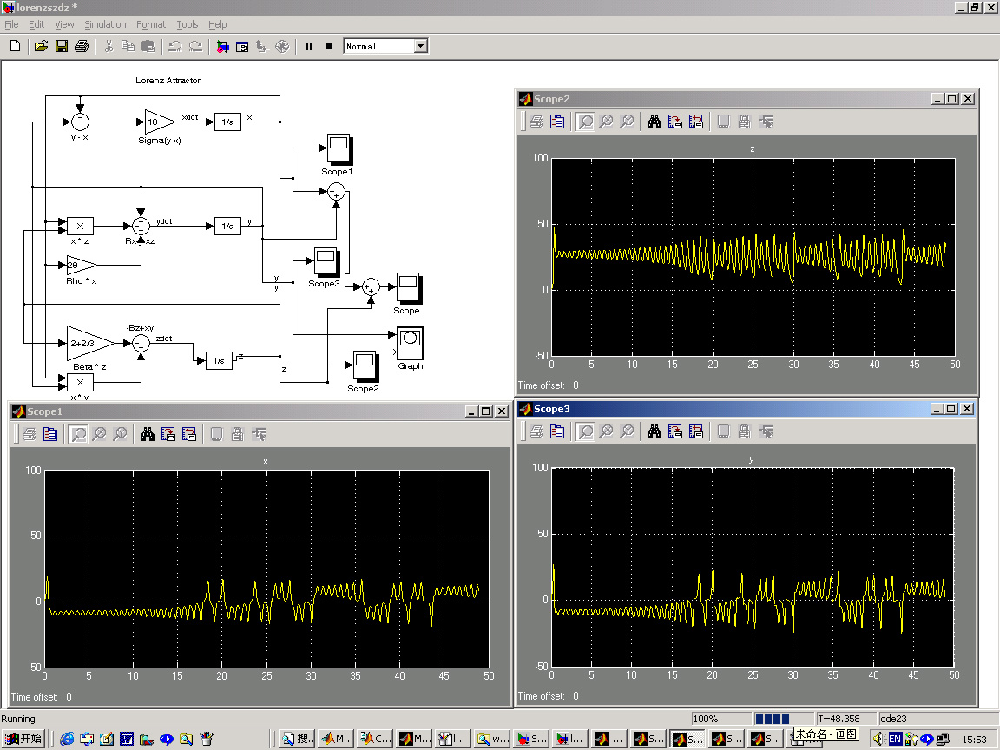 lorenzszdz *
File Edit View Simulation Format Tools Help
Normal
Lorenz Attractor
y - x
10
Sigma(y-x)
xdot
1/s
x
Scope1
x * z
ydot
1/s
y
28
Rho * x
y
y
Scope3
Scope
-Bz+xy
2+2/3
Beta * z
zdot
1/s
z
z
Graph
Scope2
x * y
Scope2
z
100
50
0
-50
0 5 10 15 20 25 30 35 40 45 50
Time offset: 0
Scope1
x
100
50
0
-50
0 5 10 15 20 25 30 35 40 45 50
Time offset: 0
Scope3
y
100
50
0
-50
0 5 10 15 20 25 30 35 40 45 50
Time offset: 0
Running 100% T=48.358 ode23
未命名 - 画图
开始 搜... M... C... M... l... w... S... l... ... S... S... S... S... EN 15:53